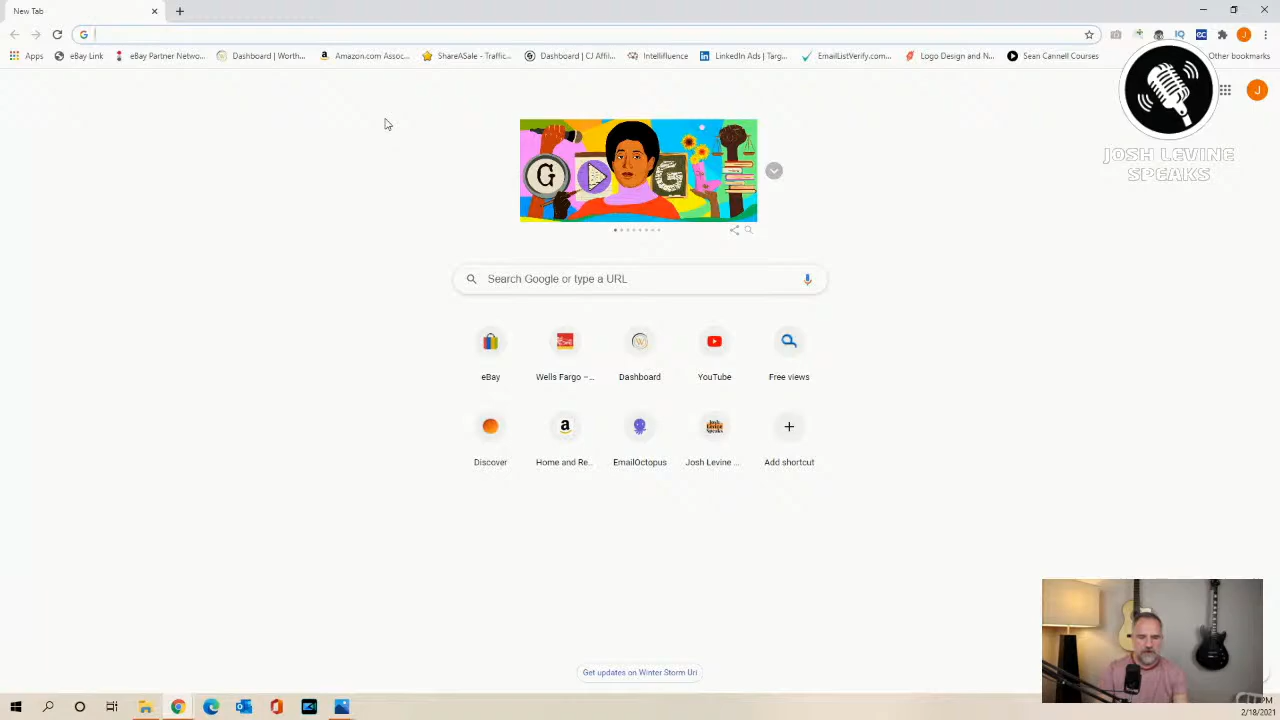 New Tab
Apps
eBay Link
eBay Partner Netw...
Dashboard | Worth...
Amazon.com Assoc...
ShareASale - Traffic...
Dashboard | CJ Affili...
Intellifluence
LinkedIn Ads | Targ...
EmailListVerify.com...
Logo Design and N...
Sean Cannell Courses
Other bookmarks
J
J
G
G
JOSH LEVINE
SPEAKS
Search Google or type a URL
eBay
Wells Fargo –...
Dashboard
YouTube
Free views
Discover
Home and Re...
EmailOctopus
Josh Levine ...
Add shortcut
Get updates on Winter Storm Uri
PM
2/18/2021